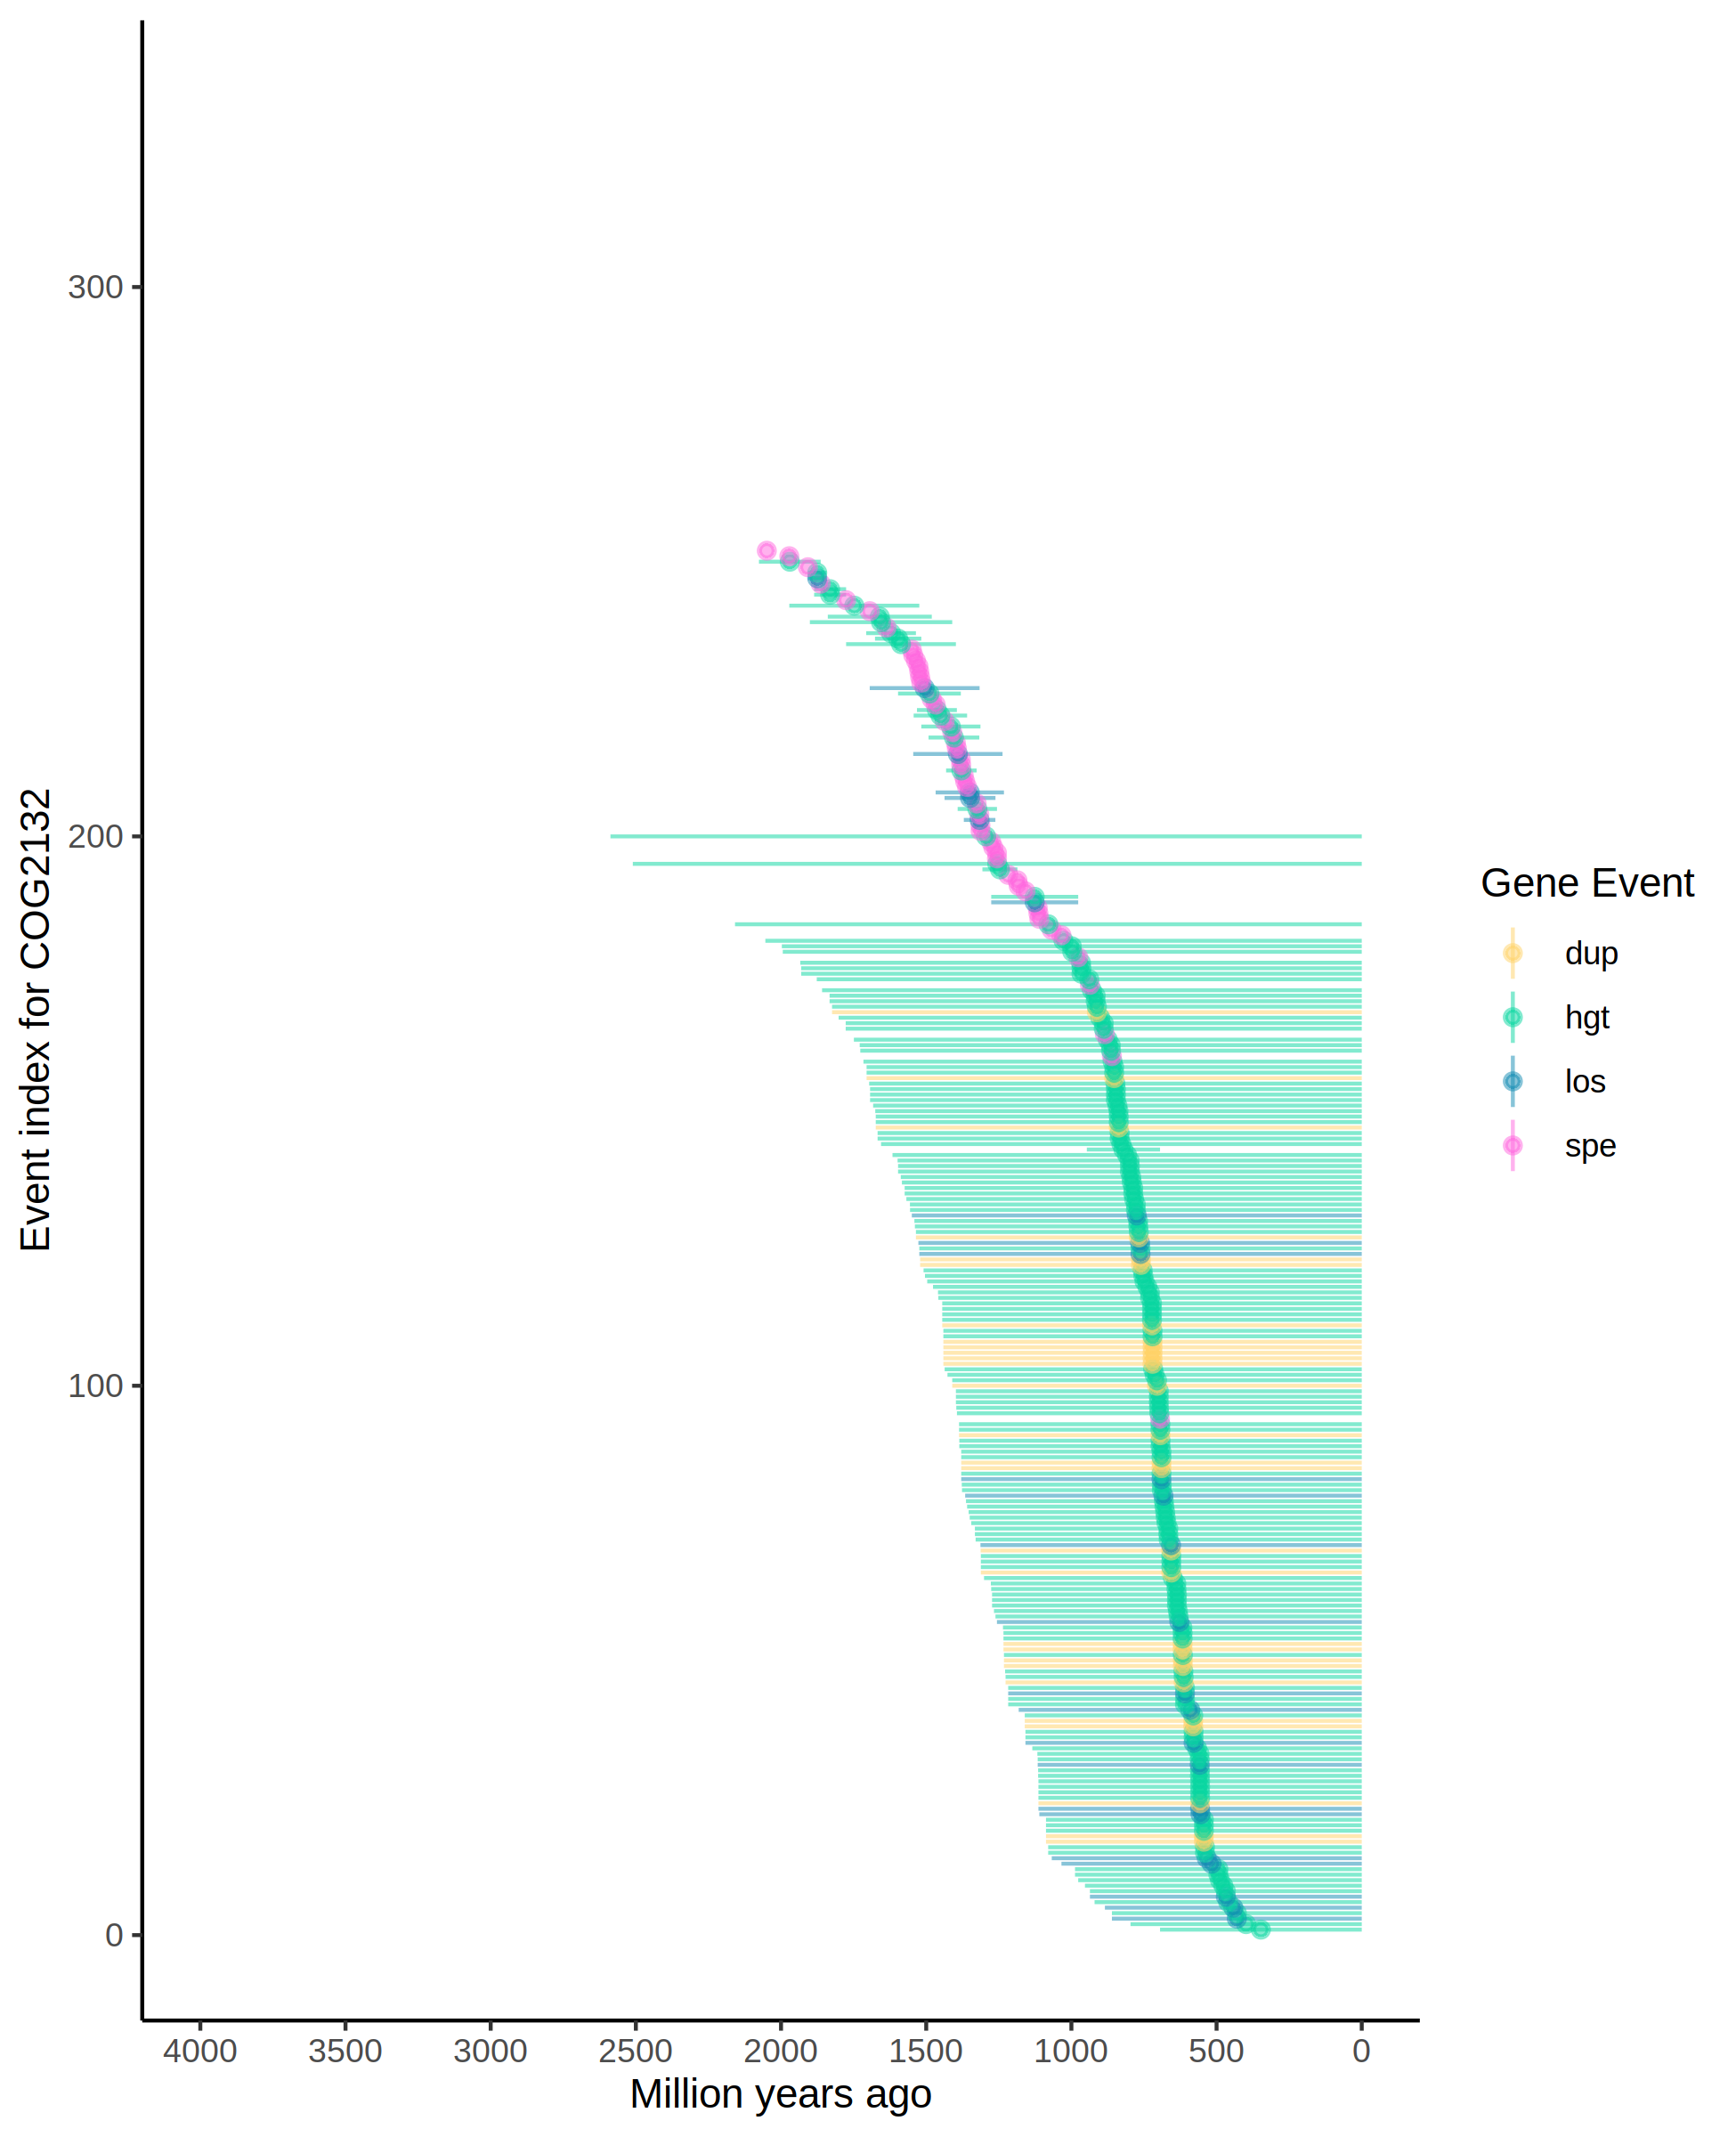 Event index for COG2132
300
200
100
0
4000 3500 3000 2500 2000 1500 1000 500 0
Million years ago
Gene Event
dup
hgt
los
spe